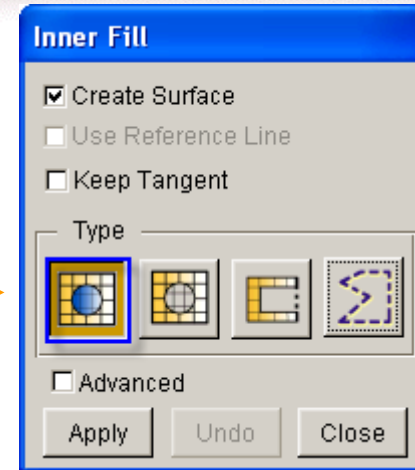 Inner Fill
Create Surface
Use Reference Line
Keep Tangent
Type
Advanced
Apply Undo Close